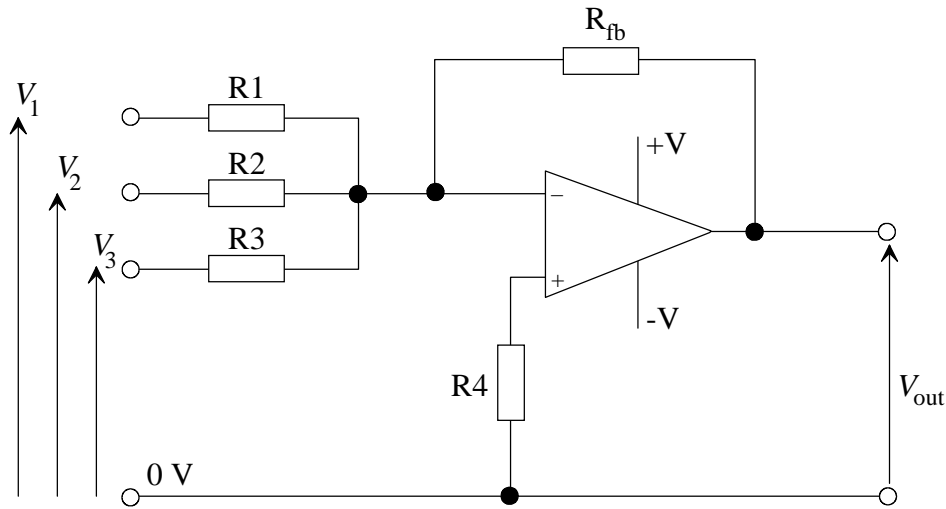 R_fb
R1
V_1
+V
R2
V_2
−
R3
V_3
+
-V
R4
V_out
0 V